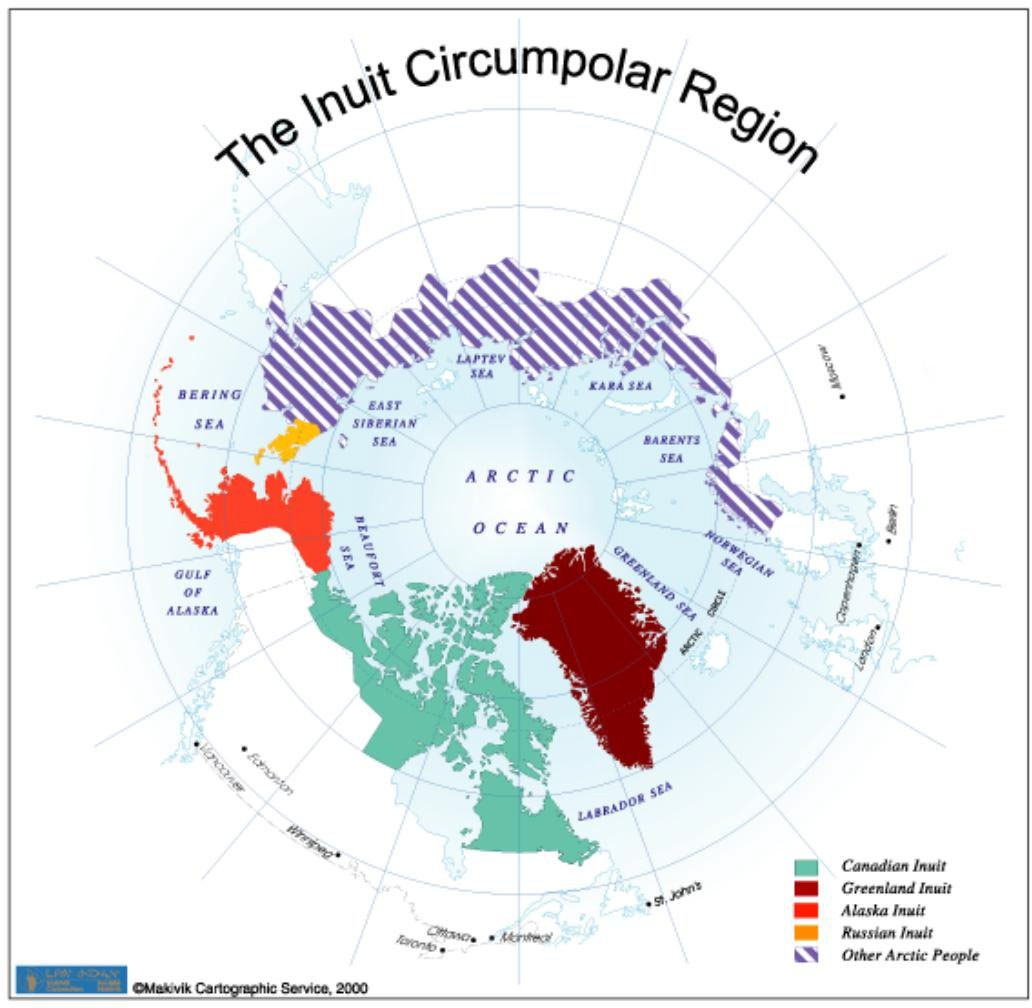 The Inuit Circumpolar Region
BERING
SEA
EAST
SIBERIAN
SEA
LAPTEV
SEA
KARA SEA
BARENTS
SEA
Moscow
ARCTIC
OCEAN
BEAUFORT
SEA
GULF
OF
ALASKA
GREENLAND SEA
NORWEGIAN
SEA
ARCTIC CIRCLE
Berlin
Copenhagen
London
LABRADOR SEA
Vancouver
Edmonton
Winnipeg
Ottawa
Toronto
Montreal
St. John's
Canadian Inuit
Greenland Inuit
Alaska Inuit
Russian Inuit
Other Arctic People
©Makivik Cartographic Service, 2000